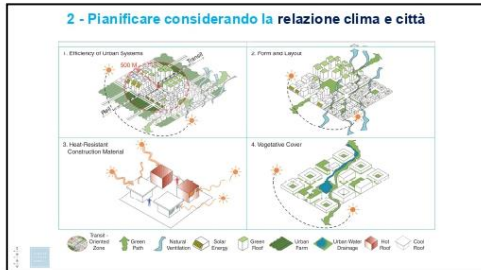 2 - Pianificare considerando la relazione clima e città
1. Efficiency of Urban Systems
Transit
800 M
2. Form and Layout
3. Heat-Resistant
Construction Material
4. Vegetative Cover
Transit -
Oriented
Zone
Green
Path
Natural
Ventilation
Solar
Energy
Green
Roof
Urban
Farm
Urban Water
Drainage
Hot
Roof
Cool
Roof